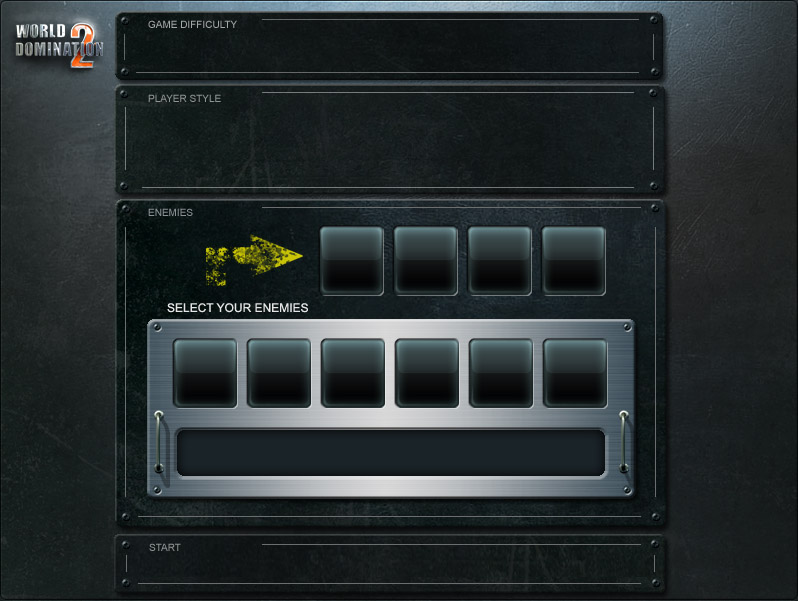 WORLD
DOMINATION 2
GAME DIFFICULTY
PLAYER STYLE
ENEMIES
SELECT YOUR ENEMIES
START